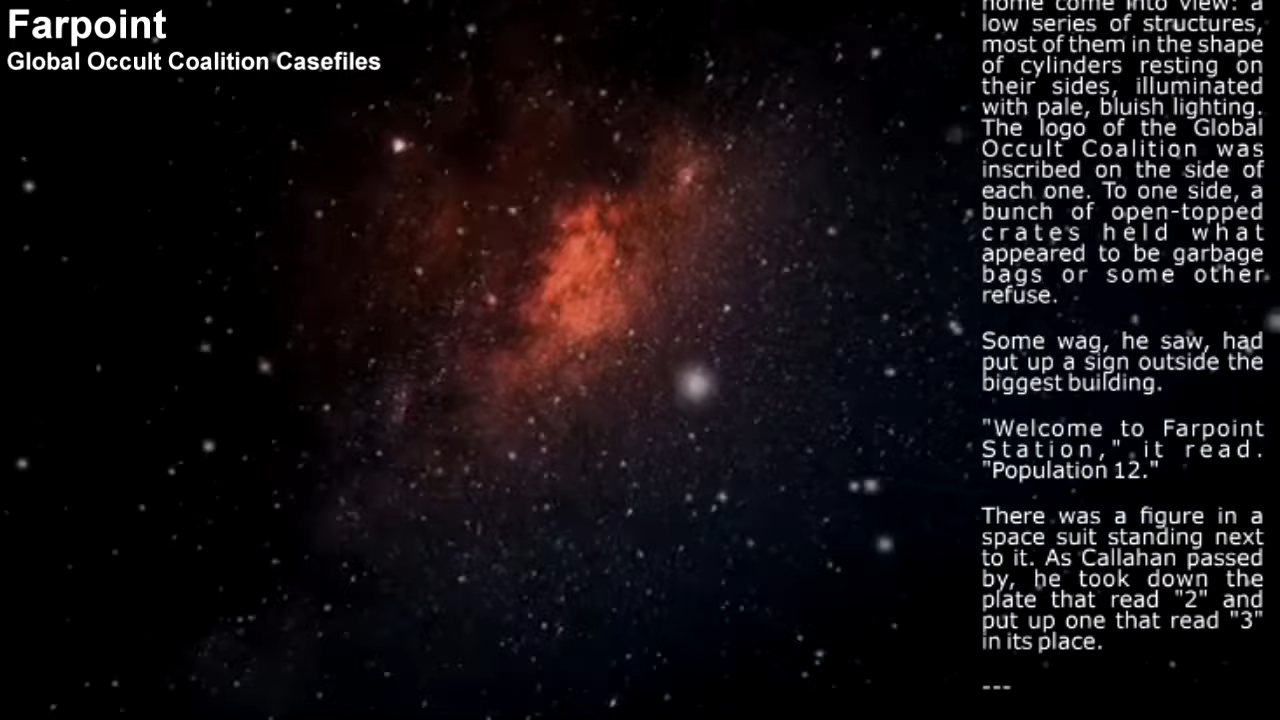 Farpoint
Global Occult Coalition Casefiles
home come into view: a
low series of structures,
most of them in the shape
of cylinders resting on
their sides, illuminated
with pale, bluish lighting.
The logo of the Global
Occult Coalition was
inscribed on the side of
each one. To one side, a
bunch of open-topped
crates held what
appeared to be garbage
bags or some other
refuse.
Some wag, he saw, had
put up a sign outside the
biggest building.
"Welcome to Farpoint
Station," it read.
"Population 12."
There was a figure in a
space suit standing next
to it. As Callahan passed
by, he took down the
plate that read "2" and
put up one that read "3"
in its place.
---